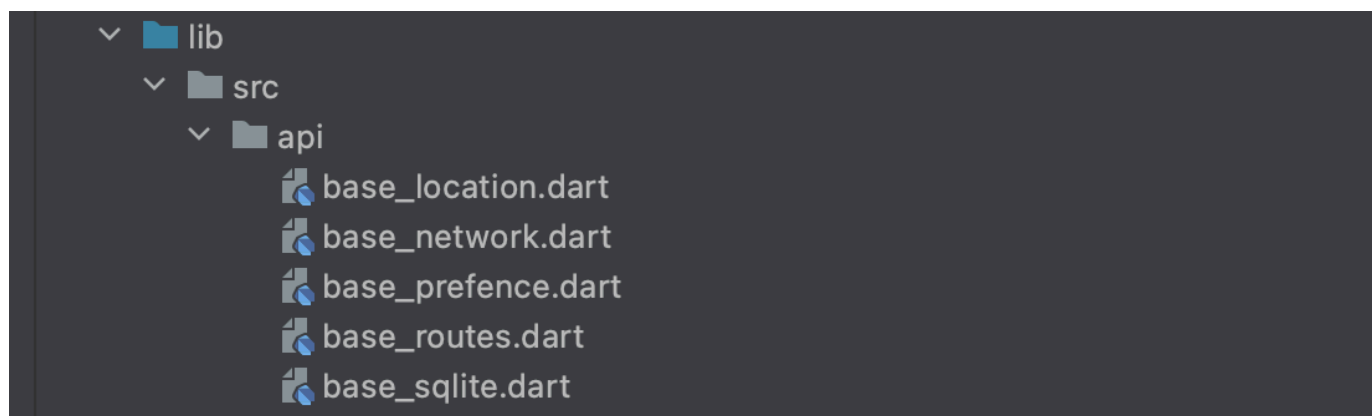 lib
src
api
base_location.dart
base_network.dart
base_prefence.dart
base_routes.dart
base_sqlite.dart